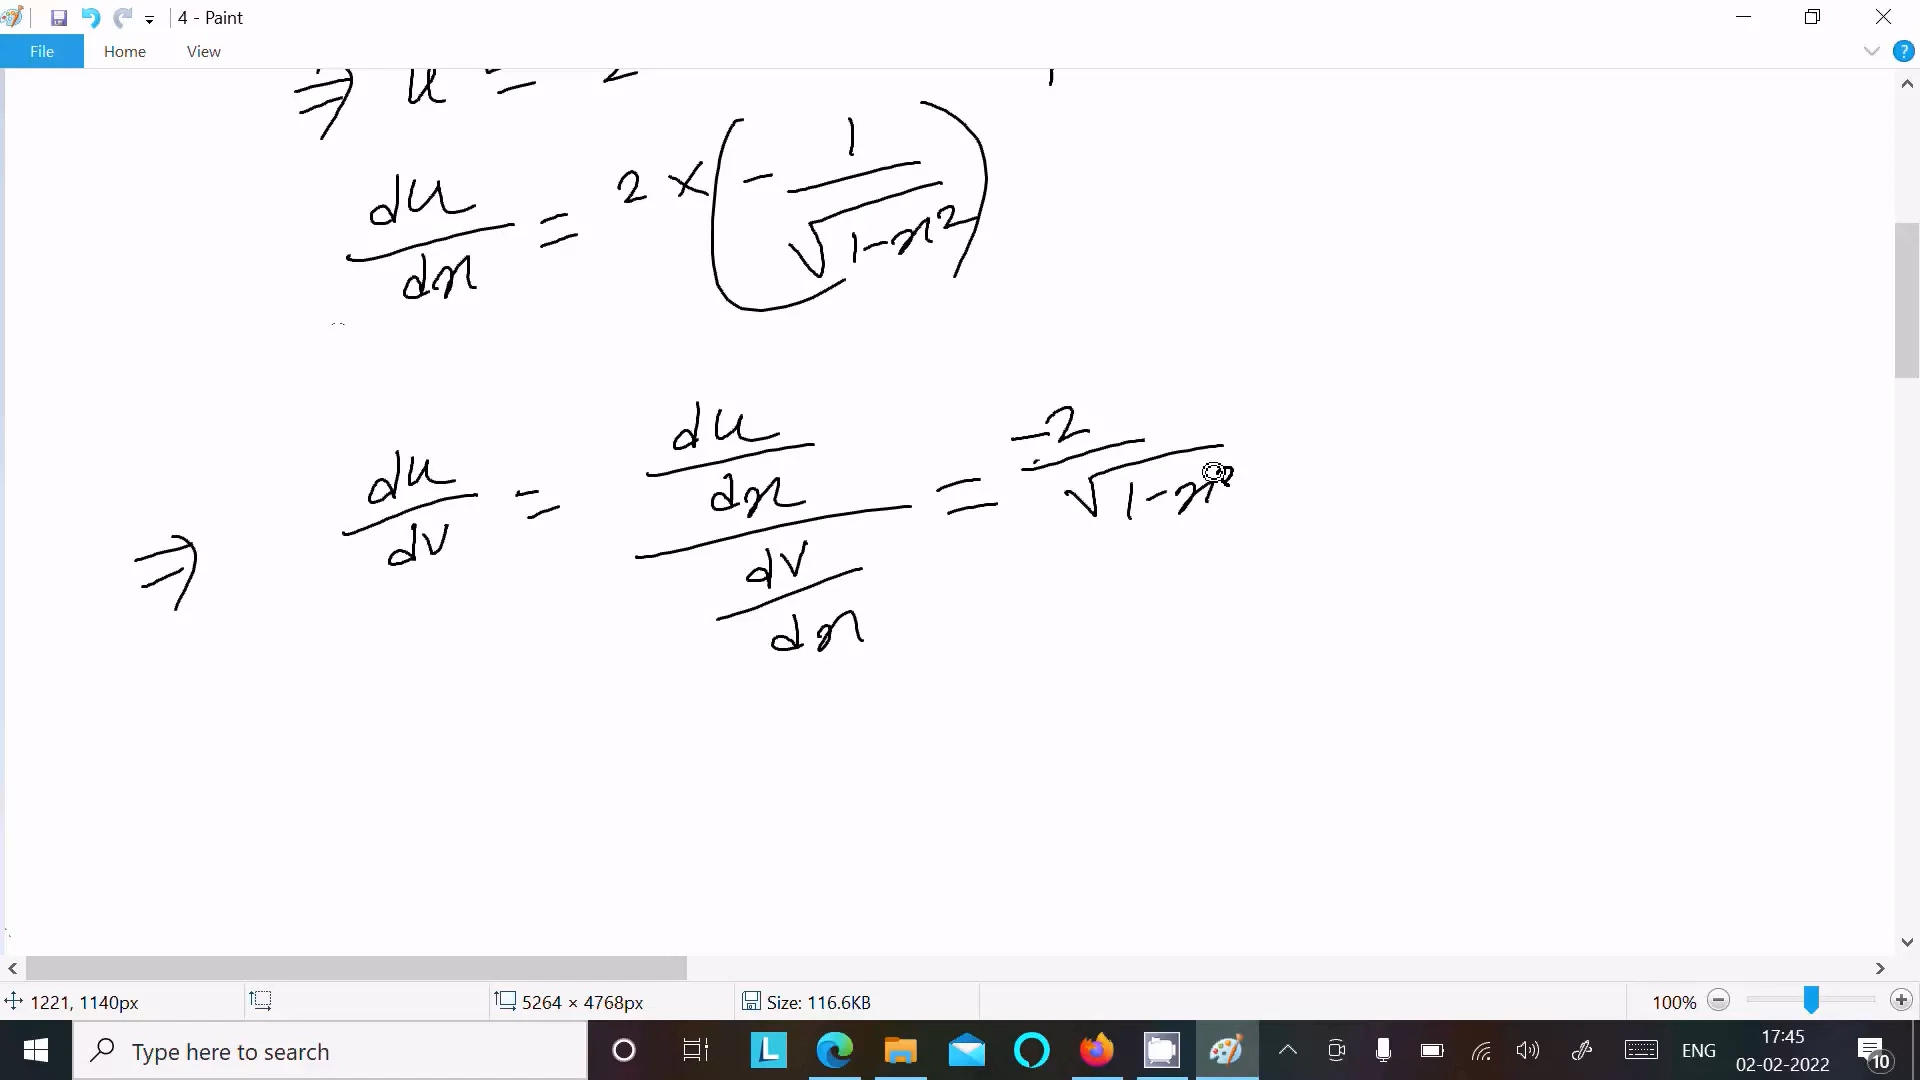 4 - Paint
File Home View
⇒ u =
du/dx = 2 × (- 1/√1-x²)
⇒ du/dv = du/dx / dv/dx = -2/√1-x²
1221, 1140px 5264 × 4768px Size: 116.6KB 100%
Type here to search L ENG 17:45
02-02-2022 10